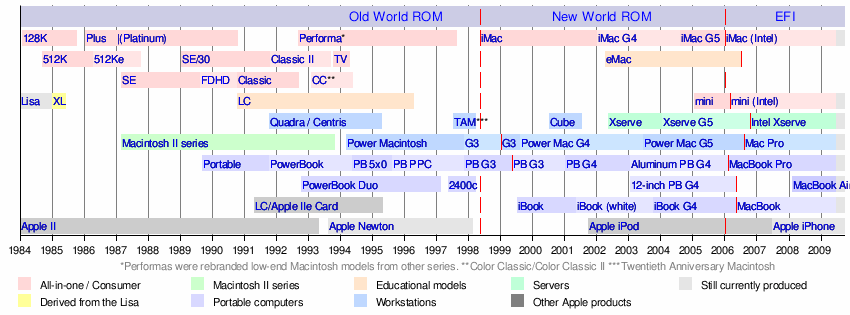 Old World ROM New World ROM EFI
128K Plus (Platinum) Performa* iMac iMac G4 iMac G5 iMac (Intel)
512K 512Ke SE/30 Classic II TV eMac
SE FDHD Classic CC**
Lisa XL LC mini mini (Intel)
Quadra / Centris TAM*** Cube Xserve Xserve G5 Intel Xserve
Macintosh II series Power Macintosh G3 G3 Power Mac G4 Power Mac G5 Mac Pro
Portable PowerBook PB 5x0 PB PPC PB G3 PB G3 PB G4 Aluminum PB G4 MacBook Pro
PowerBook Duo 2400c 12-inch PB G4 MacBook Air
LC/Apple IIe Card iBook iBook (white) iBook G4 MacBook
Apple II Apple Newton Apple iPod Apple iPhone
1984 1985 1986 1987 1988 1989 1990 1991 1992 1993 1994 1995 1996 1997 1998 1999 2000 2001 2002 2003 2004 2005 2006 2007 2008 2009
*Performas were rebranded low-end Macintosh models from other series. **Color Classic/Color Classic II ***Twentieth Anniversary Macintosh
All-in-one / Consumer Macintosh II series Educational models Servers Still currently produced
Derived from the Lisa Portable computers Workstations Other Apple products